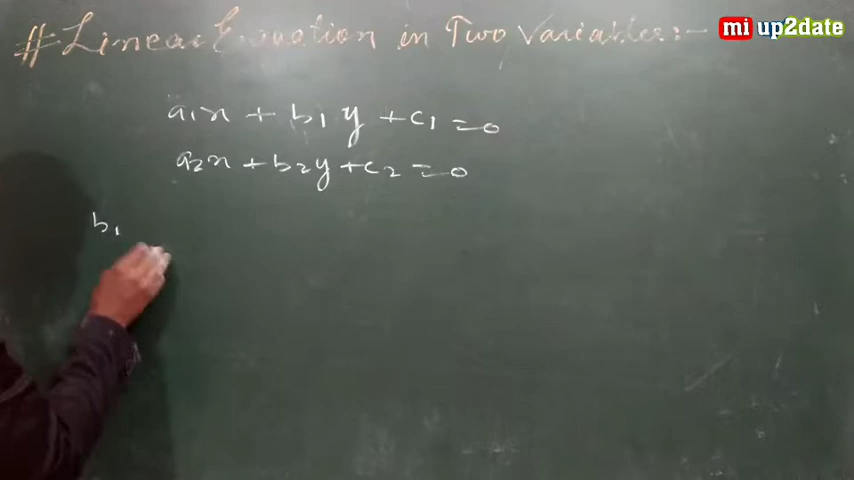 mi up2date
# Linear Equation in Two Variables:-
a₁x + b₁y + c₁ = 0
a₂x + b₂y + c₂ = 0
b₁